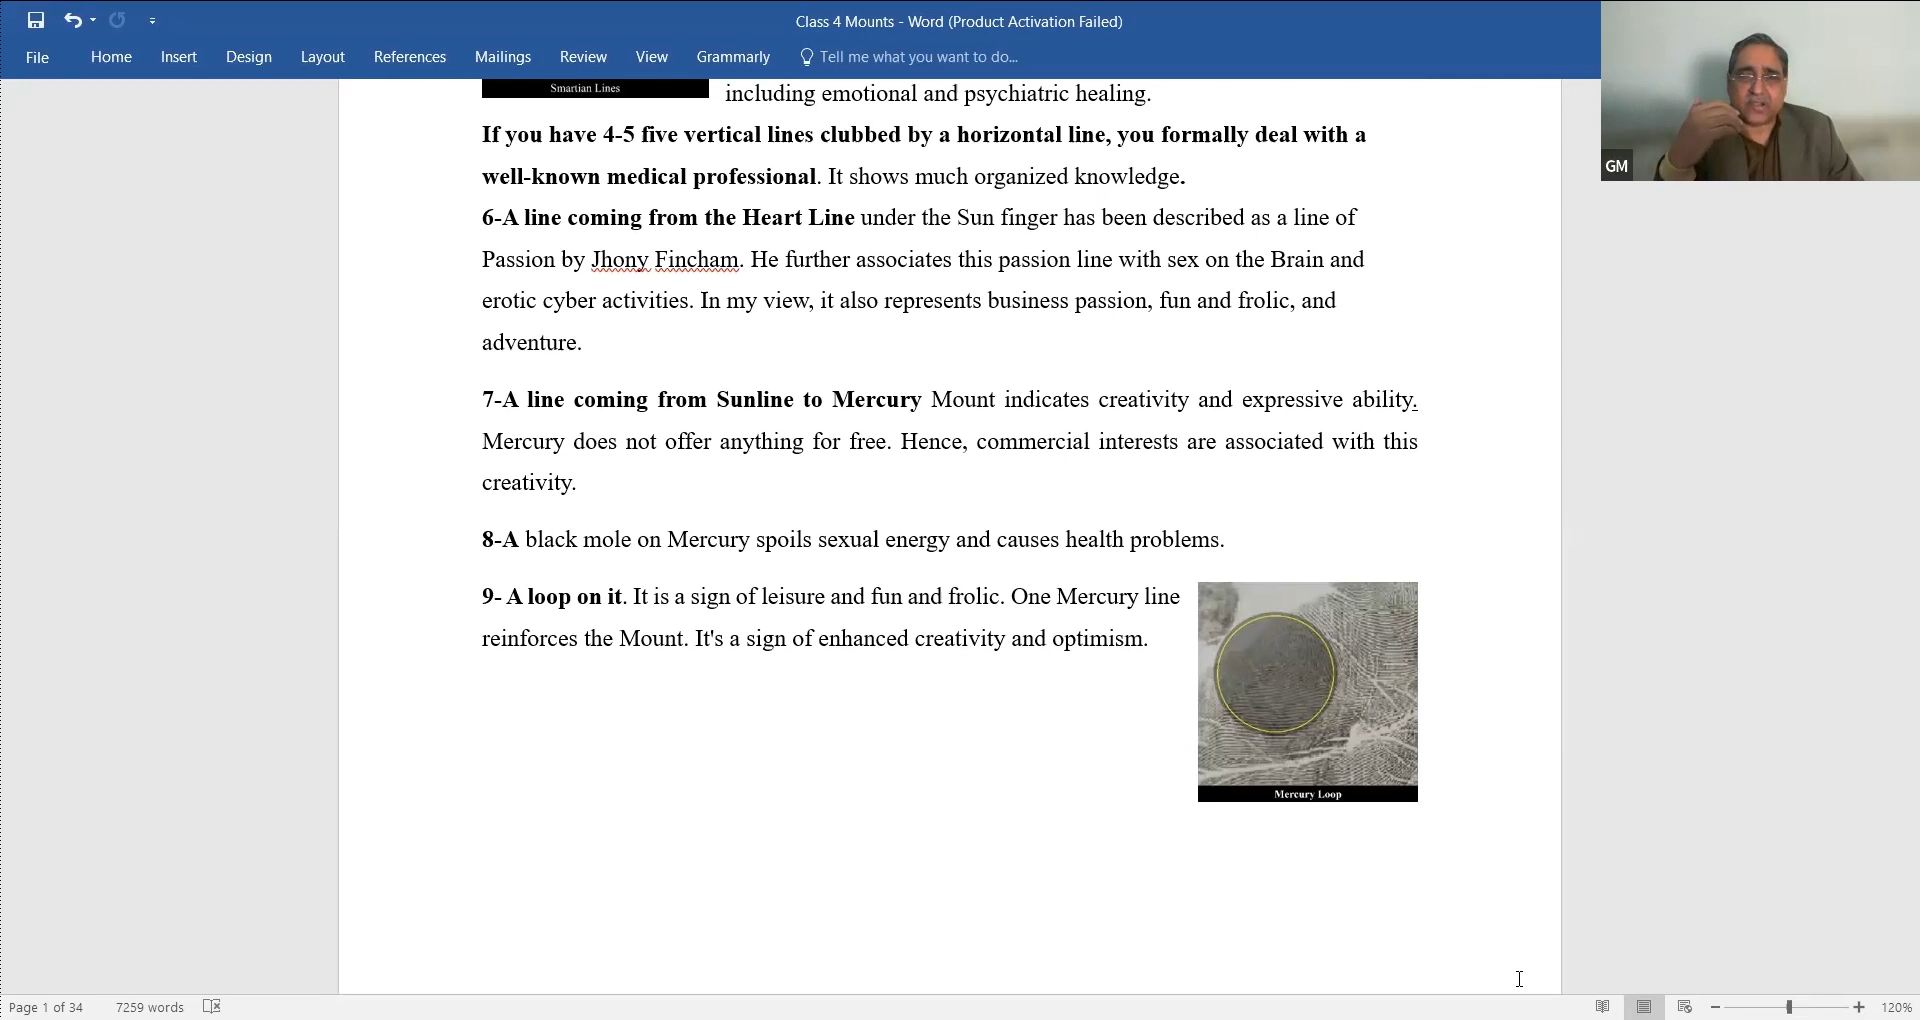 Class 4 Mounts - Word (Product Activation Failed)
File Home Insert Design Layout References Mailings Review View Grammarly Tell me what you want to do...
GM
Smartian Lines
including emotional and psychiatric healing.
If you have 4-5 five vertical lines clubbed by a horizontal line, you formally deal with a
well-known medical professional. It shows much organized knowledge.
6-A line coming from the Heart Line under the Sun finger has been described as a line of
Passion by Jhony Fincham. He further associates this passion line with sex on the Brain and
erotic cyber activities. In my view, it also represents business passion, fun and frolic, and
adventure.
7-A line coming from Sunline to Mercury Mount indicates creativity and expressive ability.
Mercury does not offer anything for free. Hence, commercial interests are associated with this
creativity.
8-A black mole on Mercury spoils sexual energy and causes health problems.
9- A loop on it. It is a sign of leisure and fun and frolic. One Mercury line
reinforces the Mount. It's a sign of enhanced creativity and optimism.
Mercury Loop
Page 1 of 34 7259 words 120%